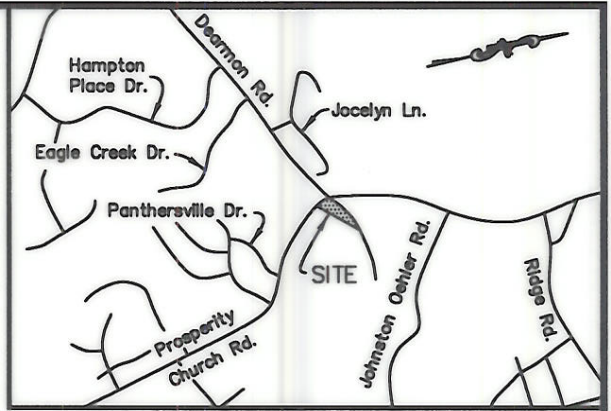 Dearmon Rd.
Hampton
Place Dr.
Jocelyn Ln.
Eagle Creek Dr.
Panthersville Dr.
SITE
Johnston Oehler Rd.
Ridge Rd.
Prosperity
Church Rd.